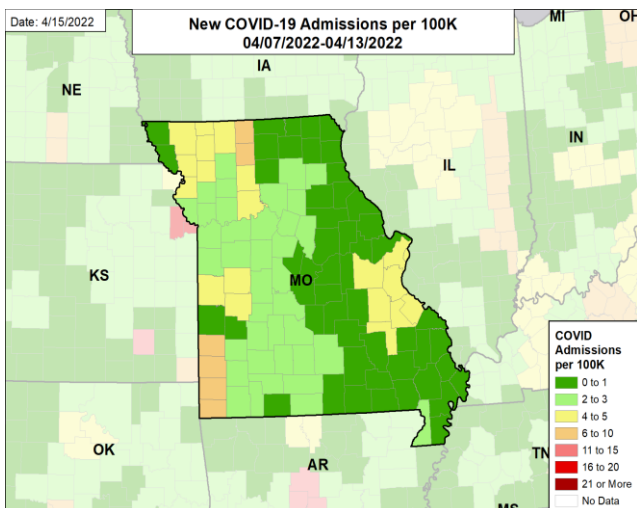 Date: 4/15/2022
New COVID-19 Admissions per 100K
04/07/2022-04/13/2022
MI
OH
IA
NE
IN
IL
KS
MO
OK
AR
TN
MS
COVID
Admissions
per 100K
0 to 1
2 to 3
4 to 5
6 to 10
11 to 15
16 to 20
21 or More
No Data